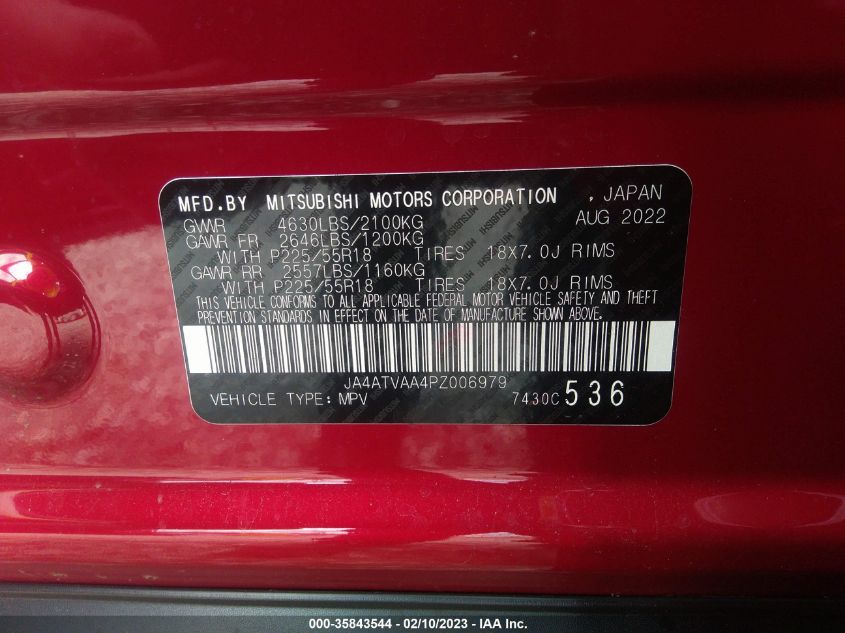 MFD.BY MITSUBISHI MOTORS CORPORATION , JAPAN
GVWR 4630LBS/2100KG AUG 2022
GAWR FR 2646LBS/1200KG
WITH P225/55R18 TIRES 18X7.0J RIMS
GAWR RR 2557LBS/1160KG
WITH P225/55R18 TIRES 18X7.0J RIMS
THIS VEHICLE CONFORMS TO ALL APPLICABLE FEDERAL MOTOR VEHICLE SAFETY AND THEFT
PREVENTION STANDARDS IN EFFECT ON THE DATE OF MANUFACTURE SHOWN ABOVE.
JA4ATVAA4PZ006979
VEHICLE TYPE: MPV 7430C 536
000-35843544 - 02/10/2023 - IAA Inc.